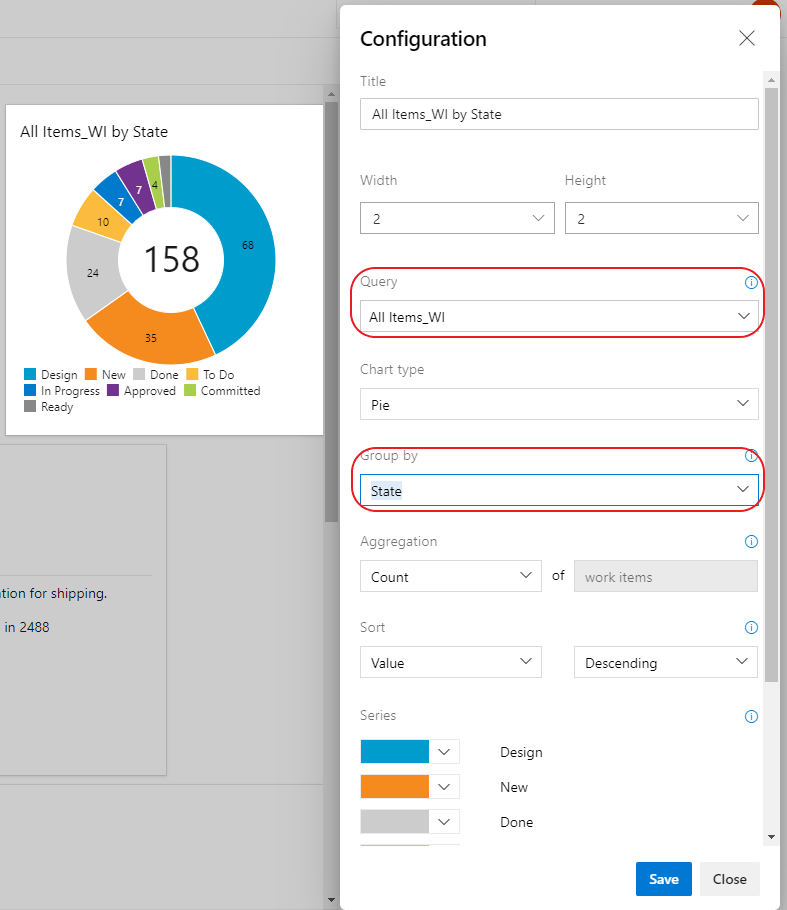 All Items_WI by State
158
68
35
24
10
7
7
4
Design New Done To Do
In Progress Approved Committed
Ready
tion for shipping.
in 2488
Configuration
Title
All Items_WI by State
Width Height
2 2
Query
All Items_WI
Chart type
Pie
Group by
State
Aggregation
Count of work items
Sort
Value Descending
Series
Design
New
Done
Save Close